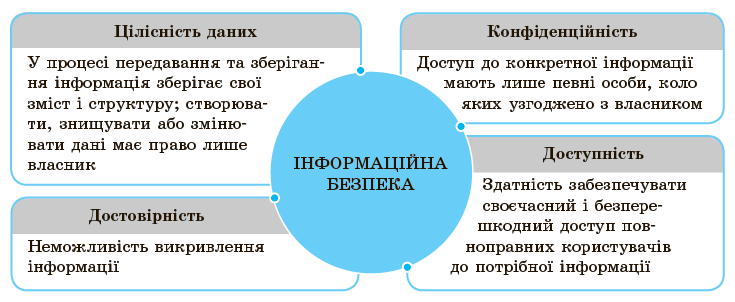 Цілісність даних
У процесі передавання та зберіган-
ня інформація зберігає свої
зміст і структуру; створюва-
ти, знищувати або зміню-
вати дані має право лише
власник
Конфіденційність
Доступ до конкретної інформації
мають лише певні особи, коло
яких узгоджено з власником
ІНФОРМАЦІЙНА
БЕЗПЕКА
Достовірність
Неможливість викривлення
інформації
Доступність
Здатність забезпечувати
своєчасний і безпере-
шкодний доступ пов-
ноправних користувачів
до потрібної інформації